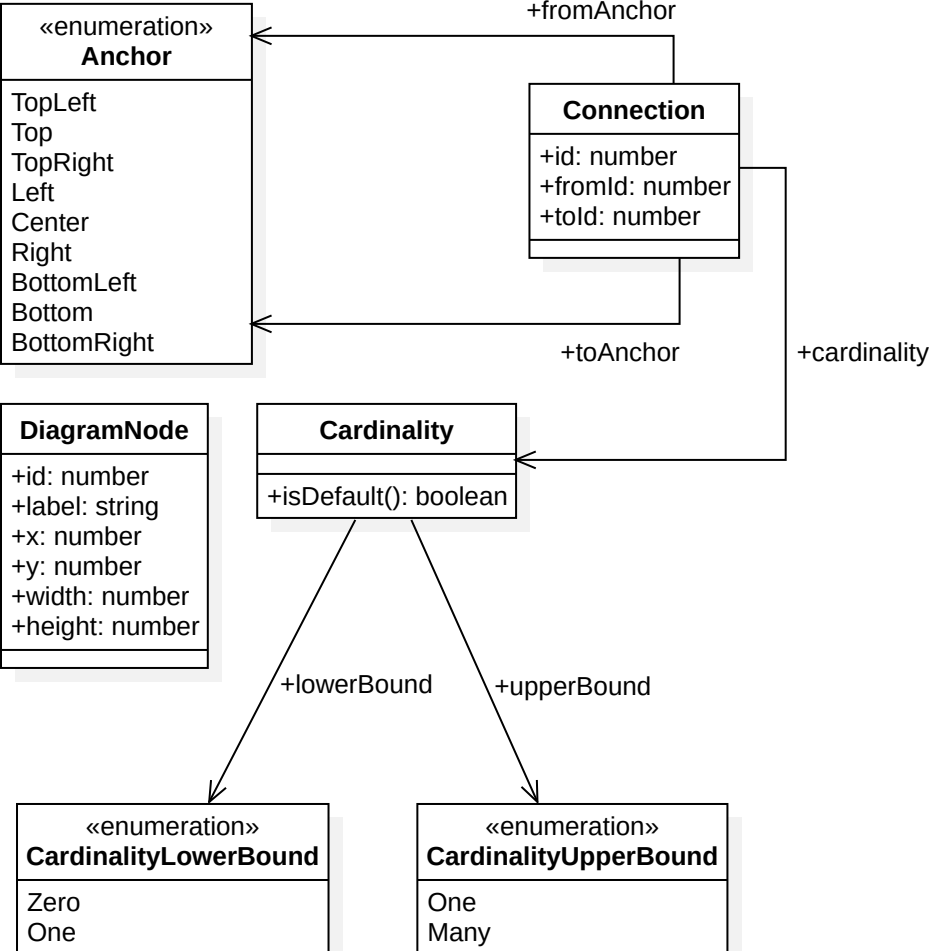 +fromAnchor
«enumeration»
Anchor
TopLeft
Top
TopRight
Left
Center
Right
BottomLeft
Bottom
BottomRight
Connection
+id: number
+fromId: number
+toId: number
+toAnchor
+cardinality
DiagramNode
+id: number
+label: string
+x: number
+y: number
+width: number
+height: number
Cardinality
+isDefault(): boolean
+lowerBound
+upperBound
«enumeration»
CardinalityLowerBound
Zero
One
«enumeration»
CardinalityUpperBound
One
Many